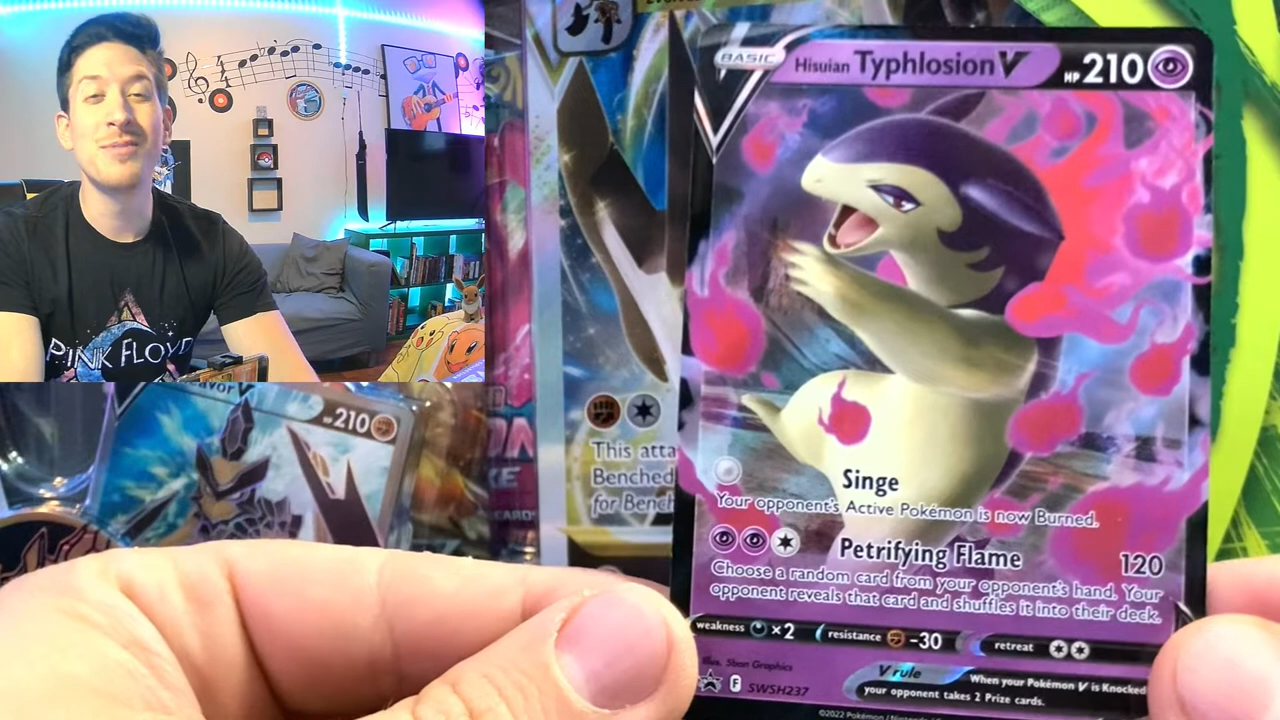 PINK FLOYD
BASIC
Hisuian Typhlosion V HP 210
Singe
Your opponent's Active Pokémon is now Burned.
Petrifying Flame 120
Choose a random card from your opponent's hand. Your
opponent reveals that card and shuffles it into their deck.
weakness ×2 resistance -30 retreat
Illus. 5ban Graphics
V rule When your Pokémon V is Knocked
your opponent takes 2 Prize cards.
F SWSH237
©2022 Pokémon / Nintendo
V HP 210
This atta
Benched
for Bench